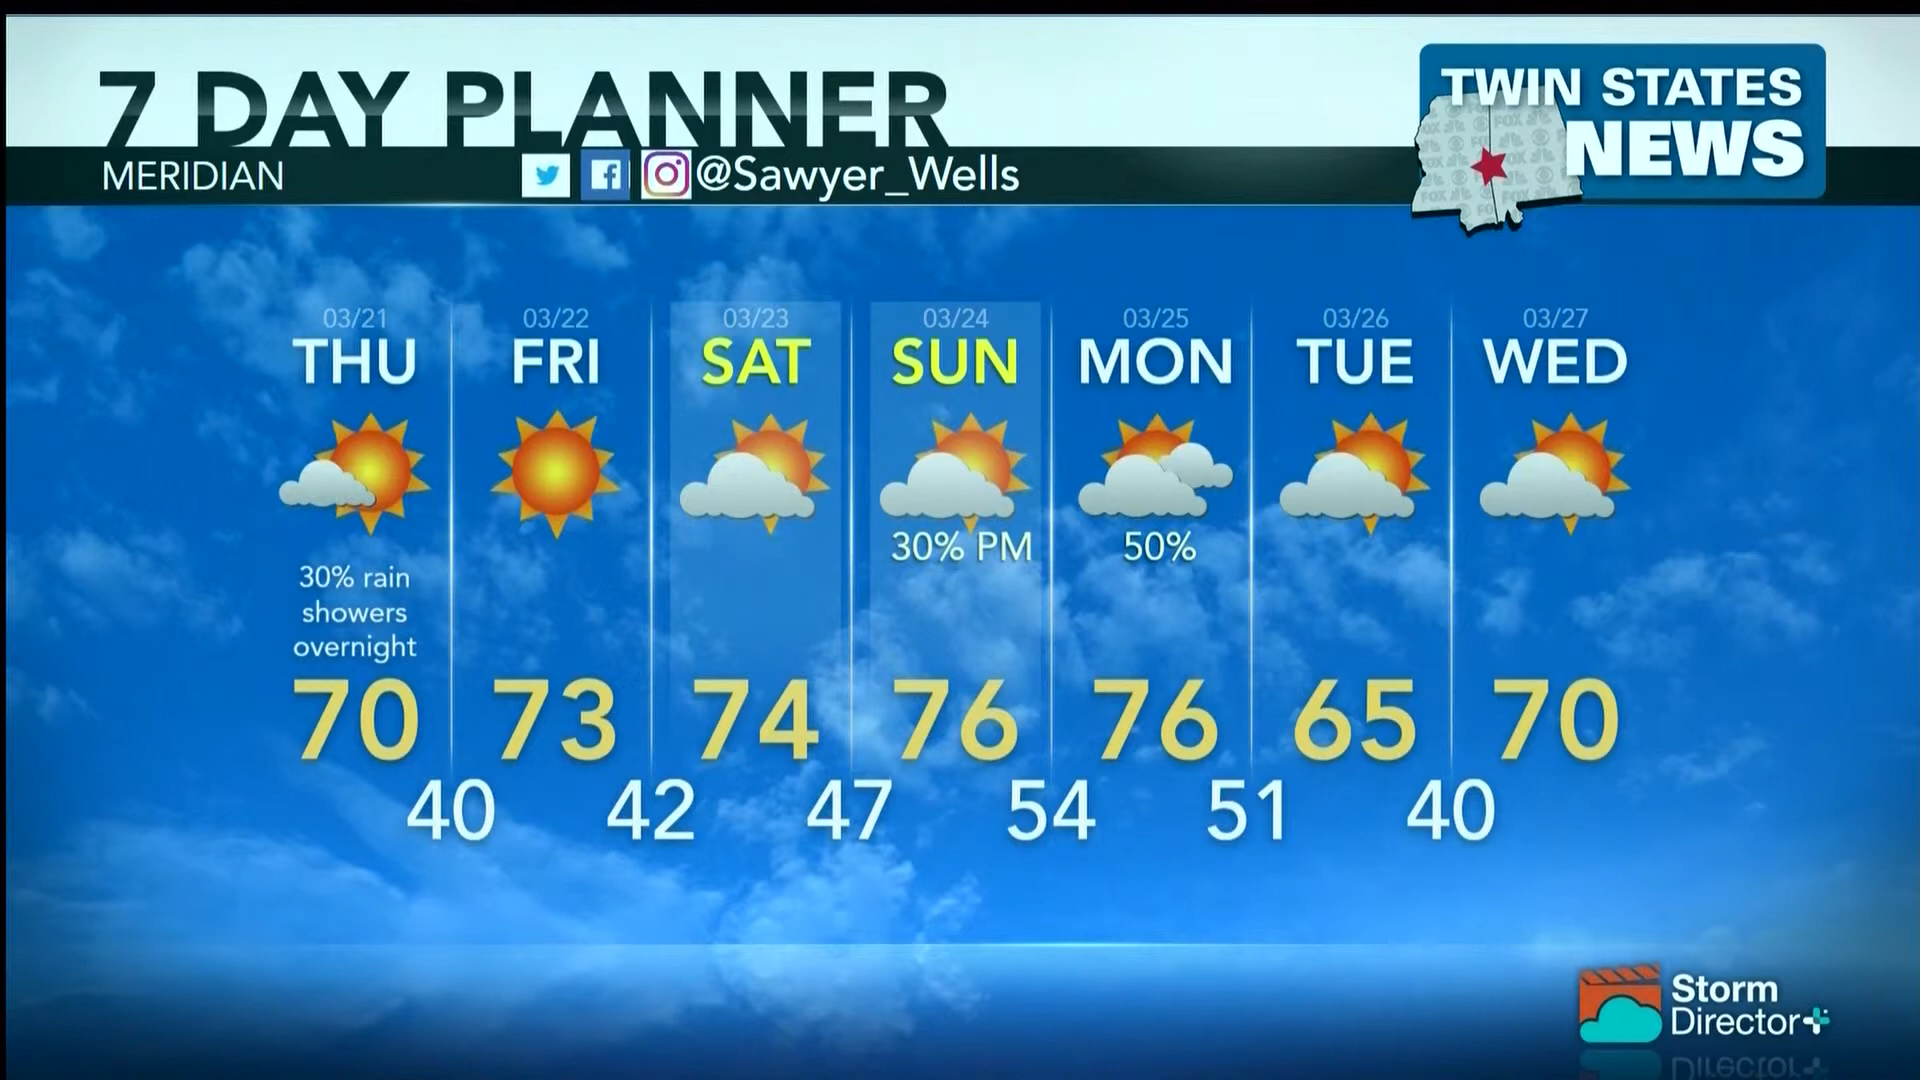 7 DAY PLANNER
MERIDIAN
@Sawyer_Wells
TWIN STATES
NEWS
03/21 03/22 03/23 03/24 03/25 03/26 03/27
THU FRI SAT SUN MON TUE WED
30% PM 50%
30% rain
showers
overnight
70 73 74 76 76 65 70
40 42 47 54 51 40
Storm
Director+